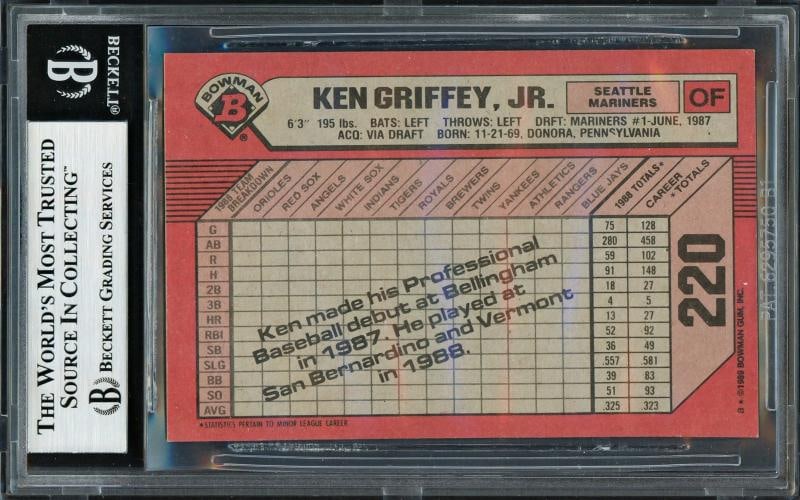 BECKETT
B
THE WORLD'S MOST TRUSTED
SOURCE IN COLLECTING™
B BECKETT GRADING SERVICES
BOWMAN
B
KEN GRIFFEY, JR.
SEATTLE
MARINERS
OF
6'3" 195 lbs. BATS: LEFT THROWS: LEFT DRFT: MARINERS #1-JUNE, 1987
ACQ: VIA DRAFT BORN: 11-21-69, DONORA, PENNSYLVANIA
1988 TEAM
BREAKDOWN
ORIOLES
RED SOX
ANGELS
WHITE SOX
INDIANS
TIGERS
ROYALS
BREWERS
TWINS
YANKEES
ATHLETICS
RANGERS
BLUE JAYS
1988 TOTALS*
CAREER
* TOTALS
G 75 128
AB 280 458
R 59 102
H 91 148
2B 18 27
3B 4 5
HR 13 27
RBI 52 92
SB 36 49
SLG .557 .581
BB 39 83
SO 51 93
AVG .325 .323
Ken made his Professional
Baseball debut at Bellingham
in 1987. He played at
San Bernardino and Vermont
in 1988.
220
*STATISTICS PERTAIN TO MINOR LEAGUE CAREER
a * ©1989 BOWMAN GUM, INC.